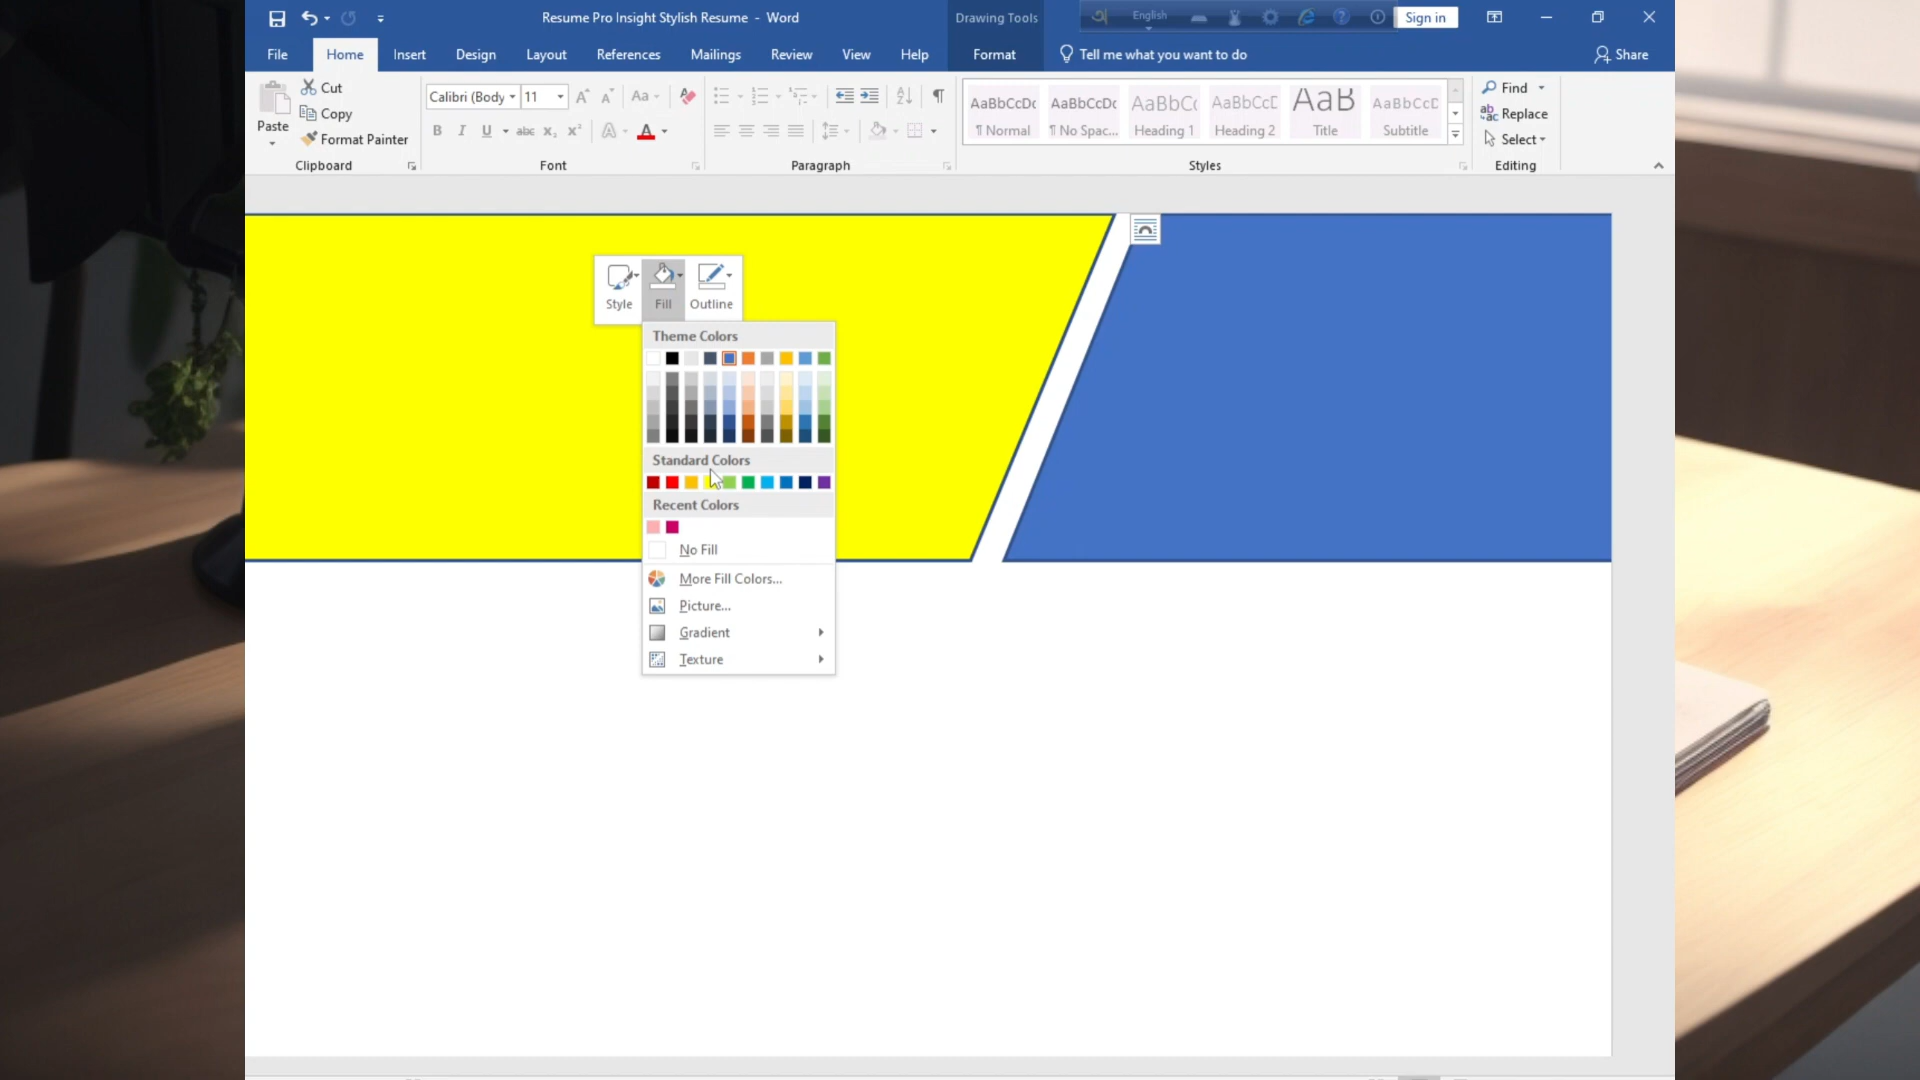 Resume Pro Insight Stylish Resume - Word
Drawing Tools
English
Sign in
File
Home
Insert
Design
Layout
References
Mailings
Review
View
Help
Format
Tell me what you want to do
Share
Paste
Cut
Copy
Format Painter
Clipboard
Calibri (Body
11
Aa
B I U abc x₂ x²
A
Font
Paragraph
AaBbCcDc
¶ Normal
AaBbCcDc
¶ No Spac...
AaBbCc
Heading 1
AaBbCcD
Heading 2
AaB
Title
AaBbCcD
Subtitle
Styles
Find
Replace
Select
Editing
Style
Fill
Outline
Theme Colors
Standard Colors
Recent Colors
No Fill
More Fill Colors...
Picture...
Gradient
Texture